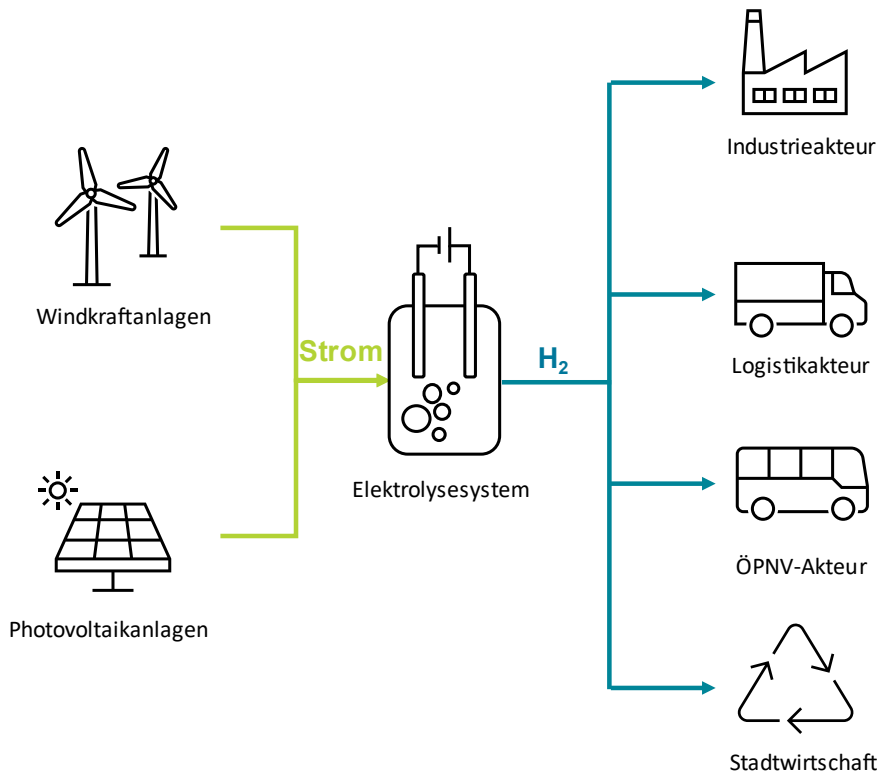 Windkraftanlagen
Photovoltaikanlagen
Strom
Elektrolysesystem
H₂
Industrieakteur
Logistikakteur
ÖPNV-Akteur
Stadtwirtschaft